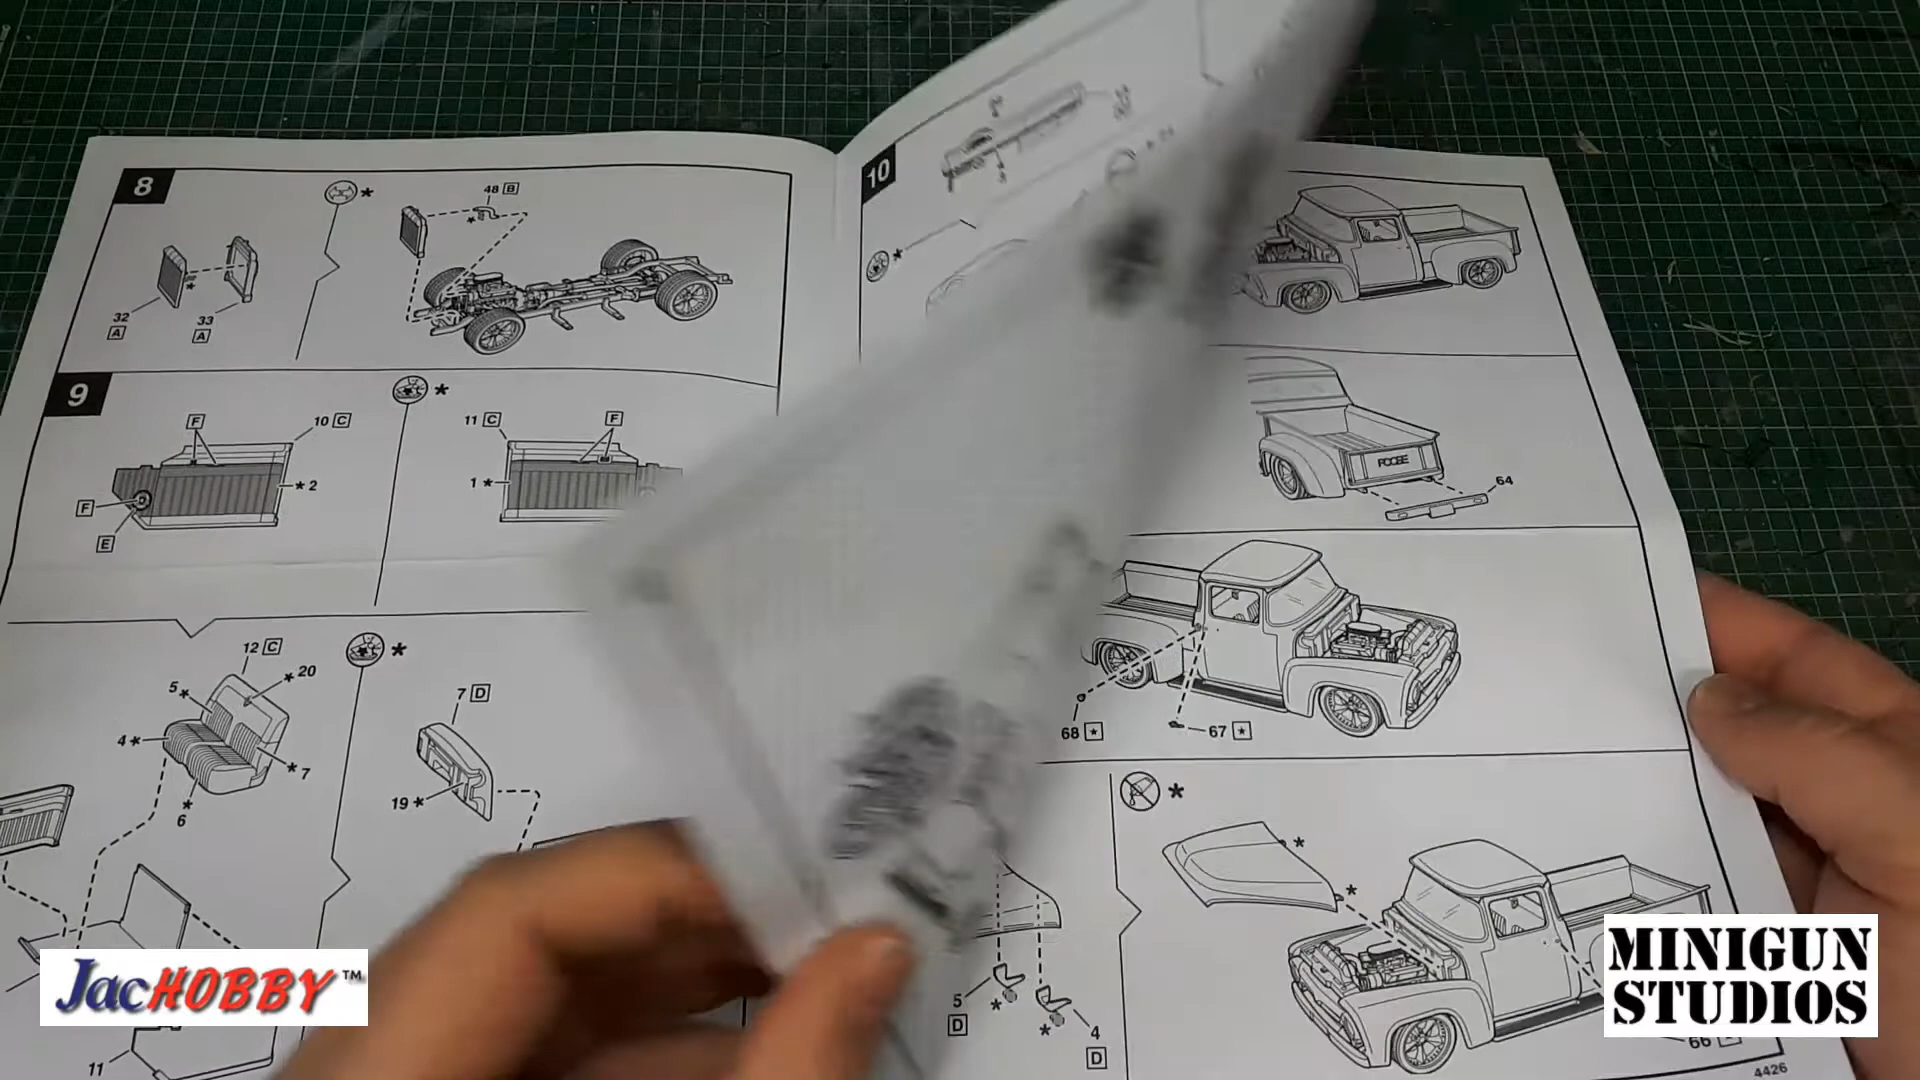 8
*
48 B
*
*
32
A
33
A
9
*
F
10 C
* 2
F
E
11 C
F
1 *
12 C
* 20
5 *
4 *
* 7
*
6
*
7 D
19 *
11
10
*
POOSE
64
68 ★
67 ★
*
*
*
5
D
*
*
4
D
66
4426
JacHOBBY™
MINIGUN
STUDIOS